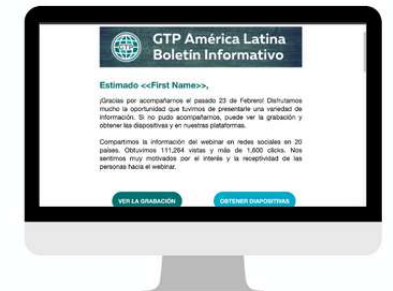 GTP América Latina
Boletín Informativo
Estimado <<First Name>>,
¡Gracias por acompañarnos el pasado 23 de Febrero! Disfrutamos
mucho la oportunidad que tuvimos de presentarle una variedad de
información. Si no pudo acompañarnos, puede ver la grabación y
obtener las diapositivas y en nuestras plataformas.
Compartimos la información del webinar en redes sociales en 20
países. Obtuvimos 111,264 vistas y más de 1,600 clicks. Nos
sentimos muy motivados por el interés y la receptividad de las
personas hacia el webinar.
VER LA GRABACIÓN OBTENER DIAPOSITIVAS